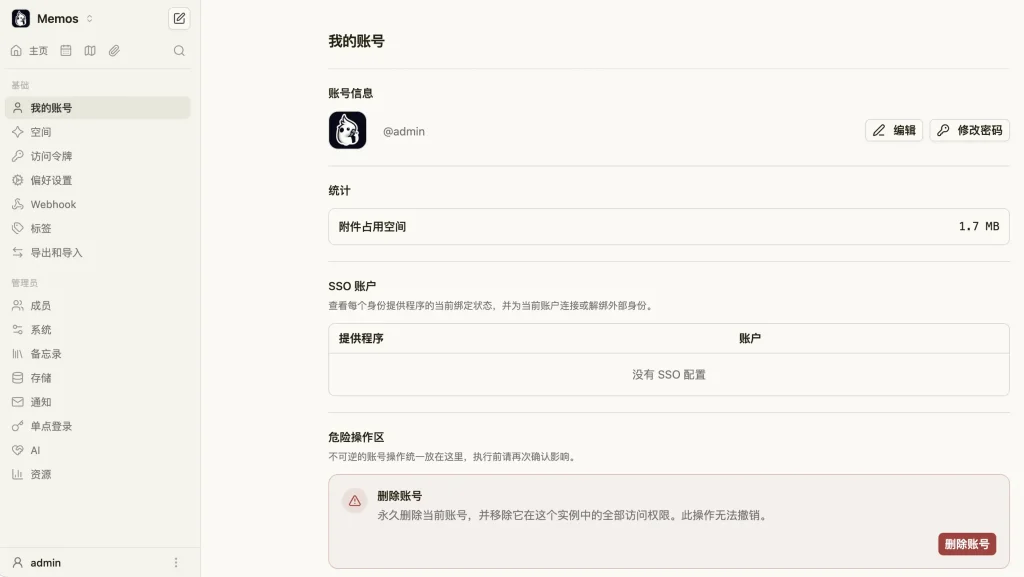 Memos
主页
基础
我的账号
空间
访问令牌
偏好设置
Webhook
标签
导出和导入
管理员
成员
系统
备忘录
存储
通知
单点登录
AI
资源
admin
我的账号
账号信息
@admin
编辑
修改密码
统计
附件占用空间 1.7 MB
SSO 账户
查看每个身份提供程序的当前绑定状态，并为当前账户连接或解绑外部身份。
提供程序 账户
没有 SSO 配置
危险操作区
不可逆的账号操作统一放在这里，执行前请再次确认影响。
删除账号
永久删除当前账号，并移除它在这个实例中的全部访问权限。此操作无法撤销。
删除账号